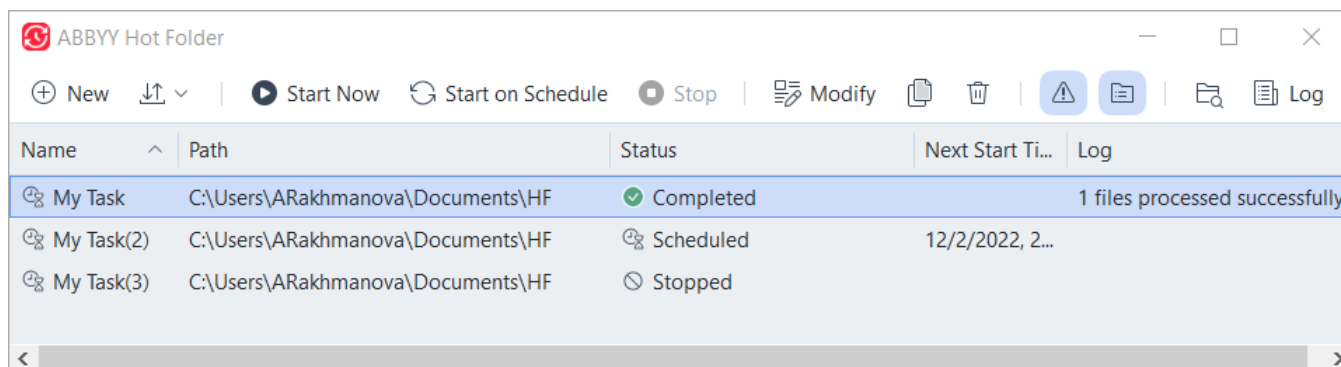 ABBYY Hot Folder
New Start Now Start on Schedule Stop Modify Log
Name Path Status Next Start Ti... Log
My Task C:\Users\ARakhmanova\Documents\HF Completed 1 files processed successfully
My Task(2) C:\Users\ARakhmanova\Documents\HF Scheduled 12/2/2022, 2...
My Task(3) C:\Users\ARakhmanova\Documents\HF Stopped